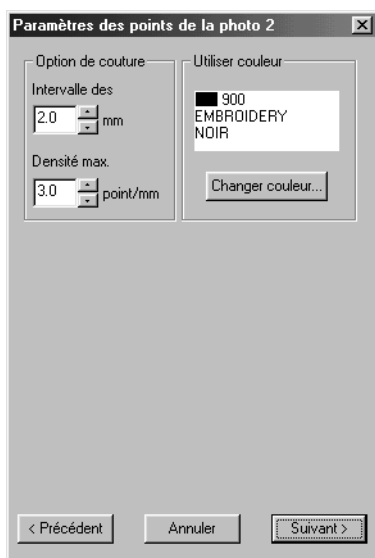 Paramètres des points de la photo 2
Option de couture
Intervalle des
2.0 mm
Densité max.
3.0 point/mm
Utiliser couleur
900
EMBROIDERY
NOIR
Changer couleur...
< Précédent
Annuler
Suivant >